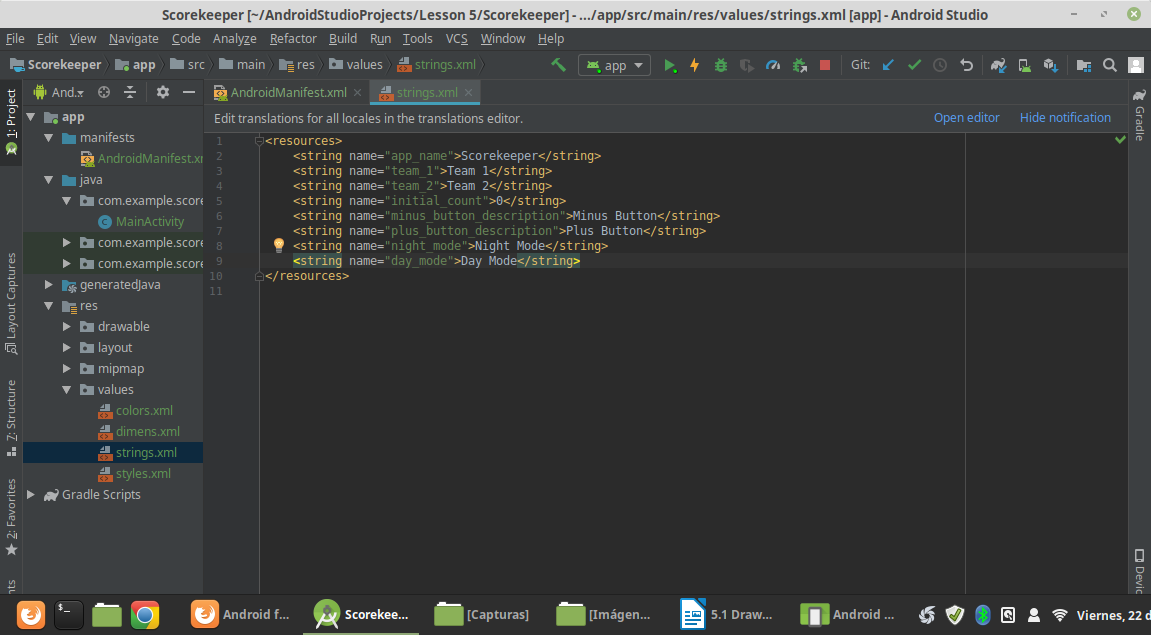 Scorekeeper [~/AndroidStudioProjects/Lesson 5/Scorekeeper] - .../app/src/main/res/values/strings.xml [app] - Android Studio
File Edit View Navigate Code Analyze Refactor Build Run Tools VCS Window Help
Scorekeeper app src main res values strings.xml app Git:
1: Project
Layout Captures
Z: Structure
2: Favorites
And..
app
manifests
AndroidManifest.xr
java
com.example.score
MainActivity
com.example.score
com.example.score
generatedJava
res
drawable
layout
mipmap
values
colors.xml
dimens.xml
strings.xml
styles.xml
Gradle Scripts
AndroidManifest.xml strings.xml
Edit translations for all locales in the translations editor. Open editor Hide notification
1 <resources>
2 <string name="app_name">Scorekeeper</string>
3 <string name="team_1">Team 1</string>
4 <string name="team_2">Team 2</string>
5 <string name="initial_count">0</string>
6 <string name="minus_button_description">Minus Button</string>
7 <string name="plus_button_description">Plus Button</string>
8 <string name="night_mode">Night Mode</string>
9 <string name="day_mode">Day Mode</string>
10 </resources>
11
Gradle
Android f... Scorekee... [Capturas] [Imágen... 5.1 Draw... Android ... Viernes, 22 d